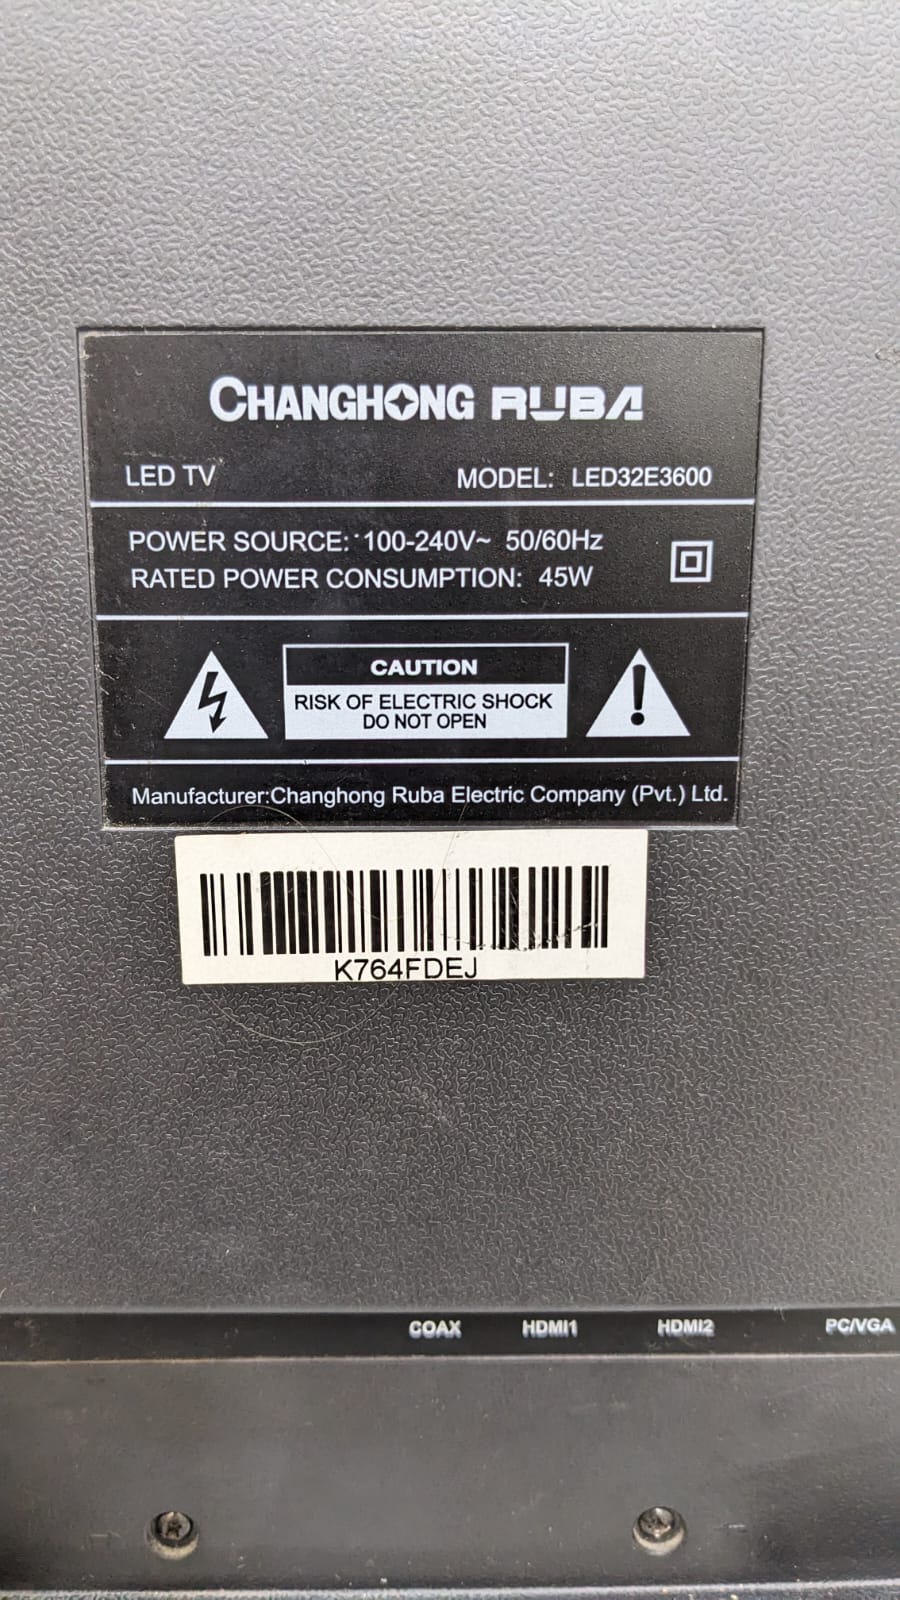 CHANGHONG RUBA
LED TV MODEL: LED32E3600
POWER SOURCE: 100-240V~ 50/60Hz
RATED POWER CONSUMPTION: 45W
CAUTION
RISK OF ELECTRIC SHOCK
DO NOT OPEN
Manufacturer:Changhong Ruba Electric Company (Pvt.) Ltd.
K764FDEJ
COAX HDMI1 HDMI2 PC/VGA